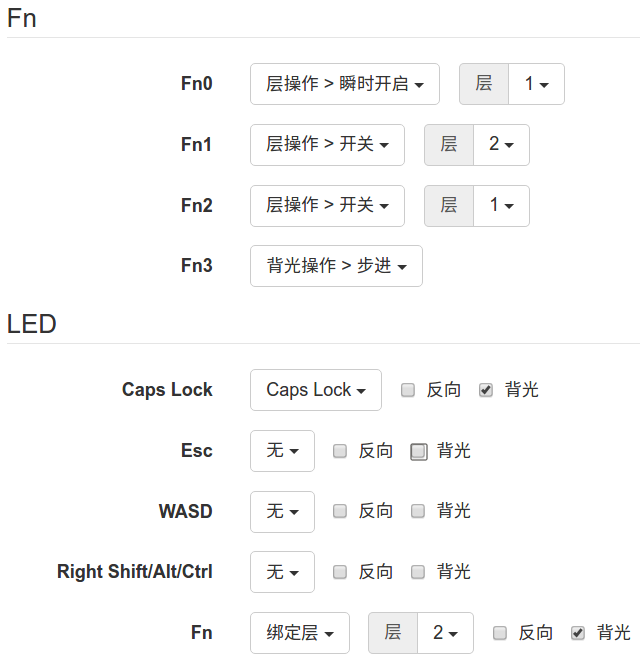 Fn
Fn0 层操作 > 瞬时开启 层 1
Fn1 层操作 > 开关 层 2
Fn2 层操作 > 开关 层 1
Fn3 背光操作 > 步进
LED
Caps Lock Caps Lock 反向 背光
Esc 无 反向 背光
WASD 无 反向 背光
Right Shift/Alt/Ctrl 无 反向 背光
Fn 绑定层 层 2 反向 背光